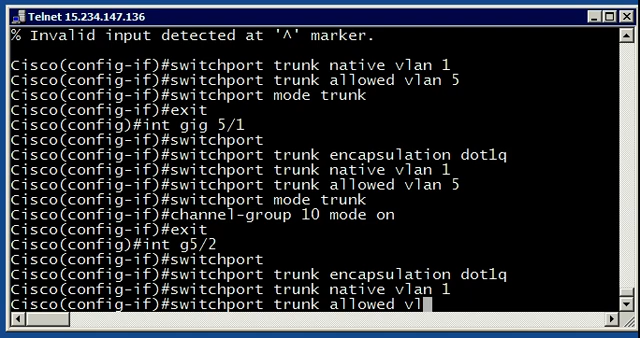 Telnet 15.234.147.136
% Invalid input detected at '^' marker.
Cisco(config-if)#switchport trunk native vlan 1
Cisco(config-if)#switchport trunk allowed vlan 5
Cisco(config-if)#switchport mode trunk
Cisco(config-if)#exit
Cisco(config)#int gig 5/1
Cisco(config-if)#switchport
Cisco(config-if)#switchport trunk encapsulation dot1q
Cisco(config-if)#switchport trunk native vlan 1
Cisco(config-if)#switchport trunk allowed vlan 5
Cisco(config-if)#switchport mode trunk
Cisco(config-if)#channel-group 10 mode on
Cisco(config-if)#exit
Cisco(config)#int g5/2
Cisco(config-if)#switchport
Cisco(config-if)#switchport trunk encapsulation dot1q
Cisco(config-if)#switchport trunk native vlan 1
Cisco(config-if)#switchport trunk allowed vl